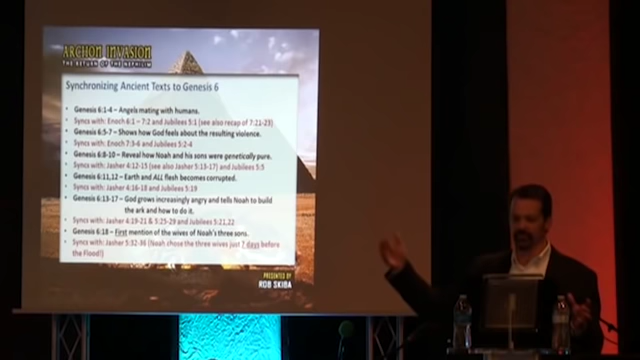 ARCHON INVASION
THE RETURN OF THE NEPHILIM
Synchronizing Ancient Texts to Genesis 6
• Genesis 6:1-4 – Angels mating with humans.
Syncs with: Enoch 6:1 – 7:2 and Jubilees 5:1 (see also recap of 7:21-23)
• Genesis 6:5-7 – Shows how God feels about the resulting violence.
Syncs with: Enoch 7:3-6 and Jubilees 5:2-4
• Genesis 6:8-10 – Reveal how Noah and his sons were genetically pure.
• Syncs with: Jasher 4:12-15 (see also Jasher 5:13-17) and Jubilees 5:5
• Genesis 6:11,12 – Earth and ALL flesh becomes corrupted.
• Syncs with: Jasher 4:16-18 and Jubilees 5:19
• Genesis 6:13-17 – God grows increasingly angry and tells Noah to build
the ark and how to do it.
• Syncs with: Jasher 4:19-21 & 5:25-29 and Jubilees 5:21,22
• Genesis 6:18 – First mention of the wives of Noah's three sons.
• Syncs with: Jasher 5:32-36 (Noah chose the three wives just 7 days before
the Flood!)
PRESENTED BY
ROB SKIBA